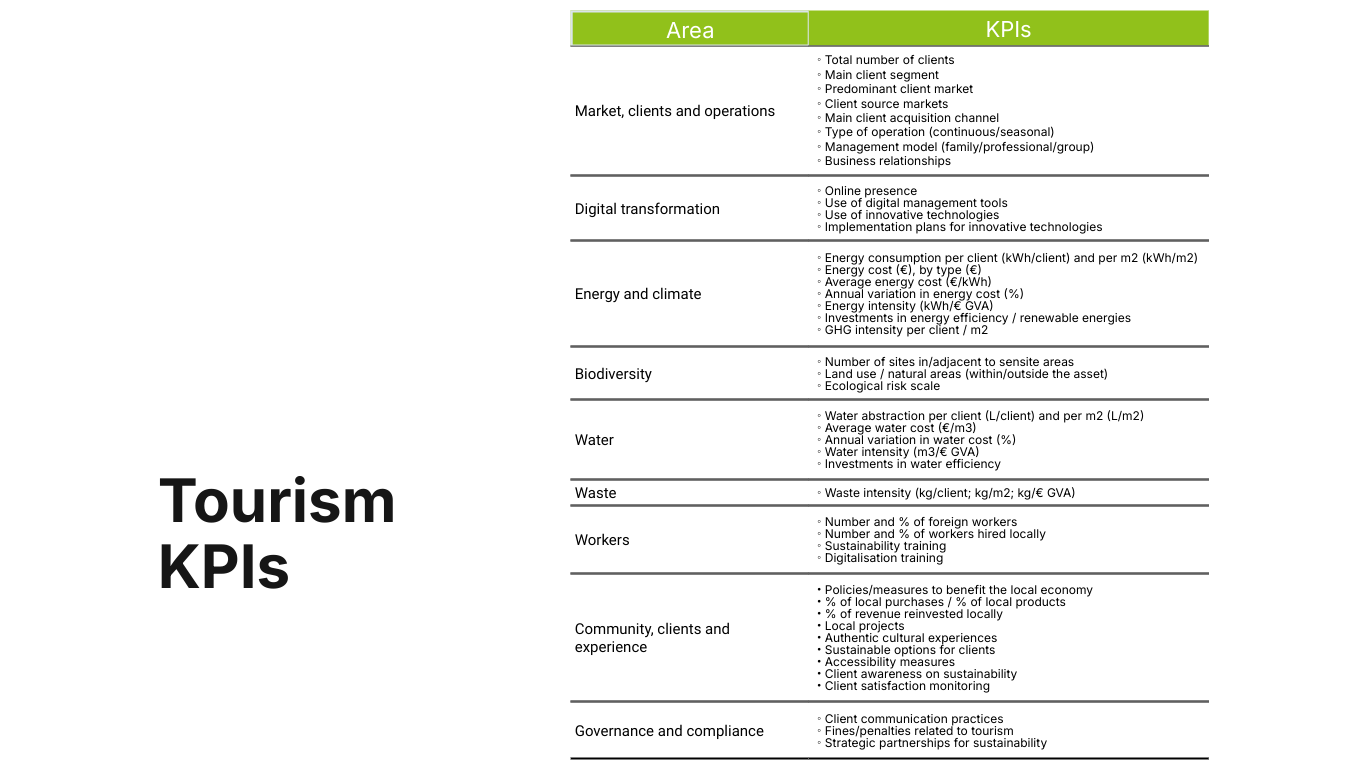 Tourism
KPIs
Area
KPIs
Market, clients and operations
◦ Total number of clients
◦ Main client segment
◦ Predominant client market
◦ Client source markets
◦ Main client acquisition channel
◦ Type of operation (continuous/seasonal)
◦ Management model (family/professional/group)
◦ Business relationships
Digital transformation
◦ Online presence
◦ Use of digital management tools
◦ Use of innovative technologies
◦ Implementation plans for innovative technologies
Energy and climate
◦ Energy consumption per client (kWh/client) and per m2 (kWh/m2)
◦ Energy cost (€), by type (€)
◦ Average energy cost (€/kWh)
◦ Annual variation in energy cost (%)
◦ Energy intensity (kWh/€ GVA)
◦ Investments in energy efficiency / renewable energies
◦ GHG intensity per client / m2
Biodiversity
◦ Number of sites in/adjacent to sensite areas
◦ Land use / natural areas (within/outside the asset)
◦ Ecological risk scale
Water
◦ Water abstraction per client (L/client) and per m2 (L/m2)
◦ Average water cost (€/m3)
◦ Annual variation in water cost (%)
◦ Water intensity (m3/€ GVA)
◦ Investments in water efficiency
Waste
◦ Waste intensity (kg/client; kg/m2; kg/€ GVA)
Workers
◦ Number and % of foreign workers
◦ Number and % of workers hired locally
◦ Sustainability training
◦ Digitalisation training
Community, clients and
experience
• Policies/measures to benefit the local economy
• % of local purchases / % of local products
• % of revenue reinvested locally
• Local projects
• Authentic cultural experiences
• Sustainable options for clients
• Accessibility measures
• Client awareness on sustainability
• Client satisfaction monitoring
Governance and compliance
◦ Client communication practices
◦ Fines/penalties related to tourism
◦ Strategic partnerships for sustainability